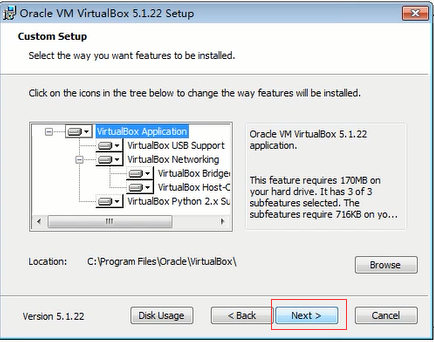 Oracle VM VirtualBox 5.1.22 Setup
Custom Setup
Select the way you want features to be installed.
Click on the icons in the tree below to change the way features will be installed.
VirtualBox Application
VirtualBox USB Support
VirtualBox Networking
VirtualBox Bridge
VirtualBox Host-C
VirtualBox Python 2.x Su
Oracle VM VirtualBox 5.1.22
application.
This feature requires 170MB on
your hard drive. It has 3 of 3
subfeatures selected. The
subfeatures require 716KB on yo...
Location: C:\Program Files\Oracle\VirtualBox\
Browse
Version 5.1.22 Disk Usage < Back Next > Cancel